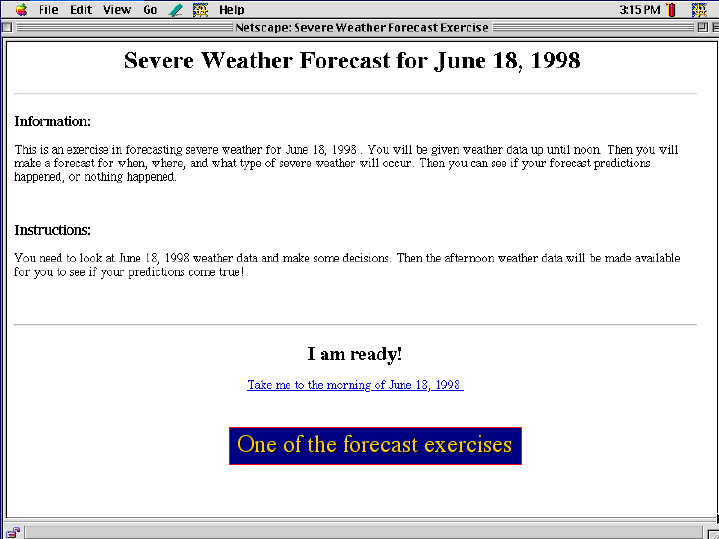 File Edit View Go Help 3:15 PM
Netscape: Severe Weather Forecast Exercise
Severe Weather Forecast for June 18, 1998
Information:
This is an exercise in forecasting severe weather for June 18, 1998 . You will be given weather data up until noon. Then you will
make a forecast for when, where, and what type of severe weather will occur. Then you can see if your forecast predictions
happened, or nothing happened.
Instructions:
You need to look at June 18, 1998 weather data and make some decisions. Then the afternoon weather data will be made available
for you to see if your predictions come true!
I am ready!
Take me to the morning of June 18, 1998
One of the forecast exercises